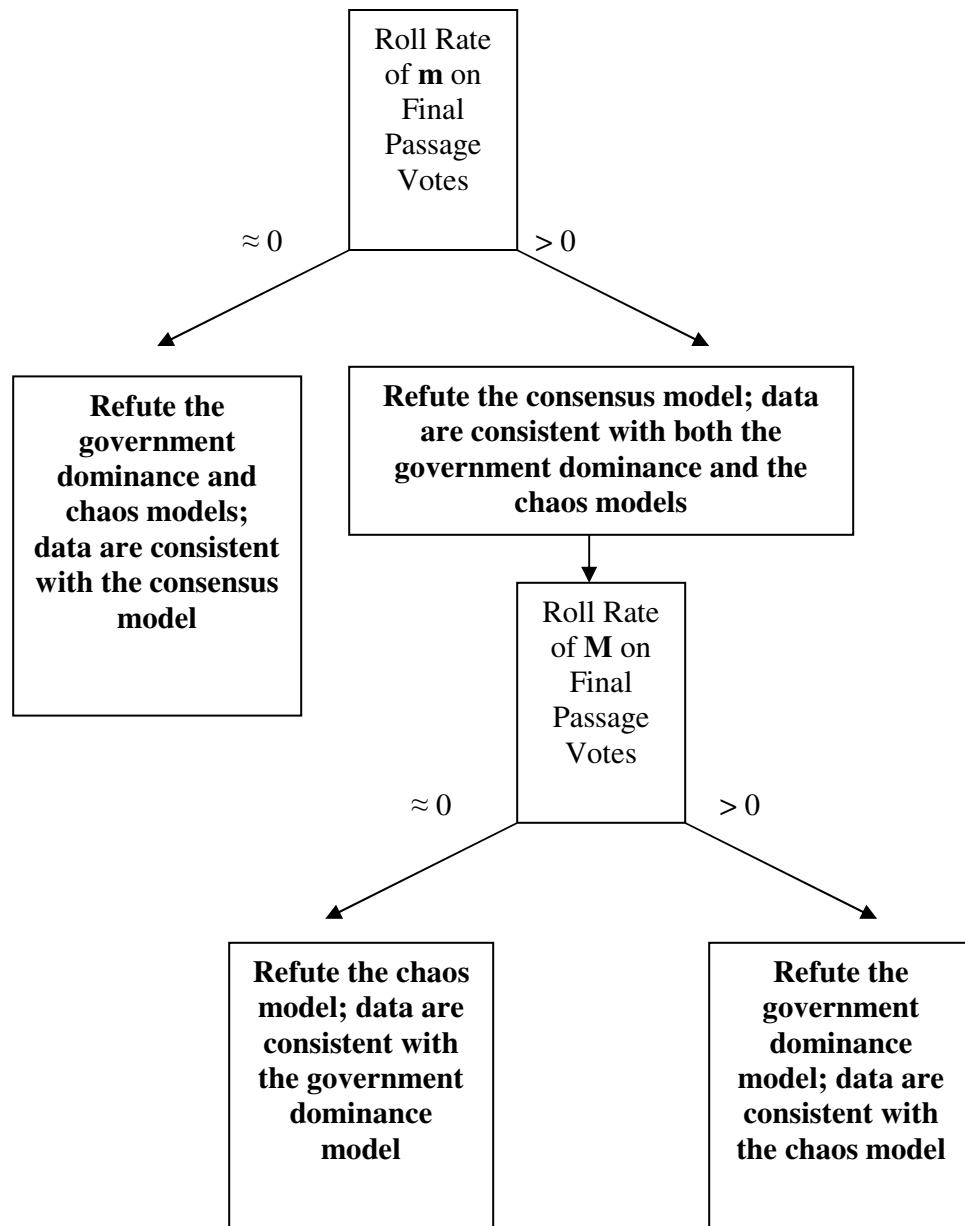 Roll Rate
of m on
Final
Passage
Votes
≈ 0
> 0
Refute the
government
dominance and
chaos models;
data are consistent
with the consensus
model
Refute the consensus model; data
are consistent with both the
government dominance and the
chaos models
Roll Rate
of M on
Final
Passage
Votes
≈ 0
> 0
Refute the chaos
model; data are
consistent with
the government
dominance
model
Refute the
government
dominance
model; data are
consistent with
the chaos model